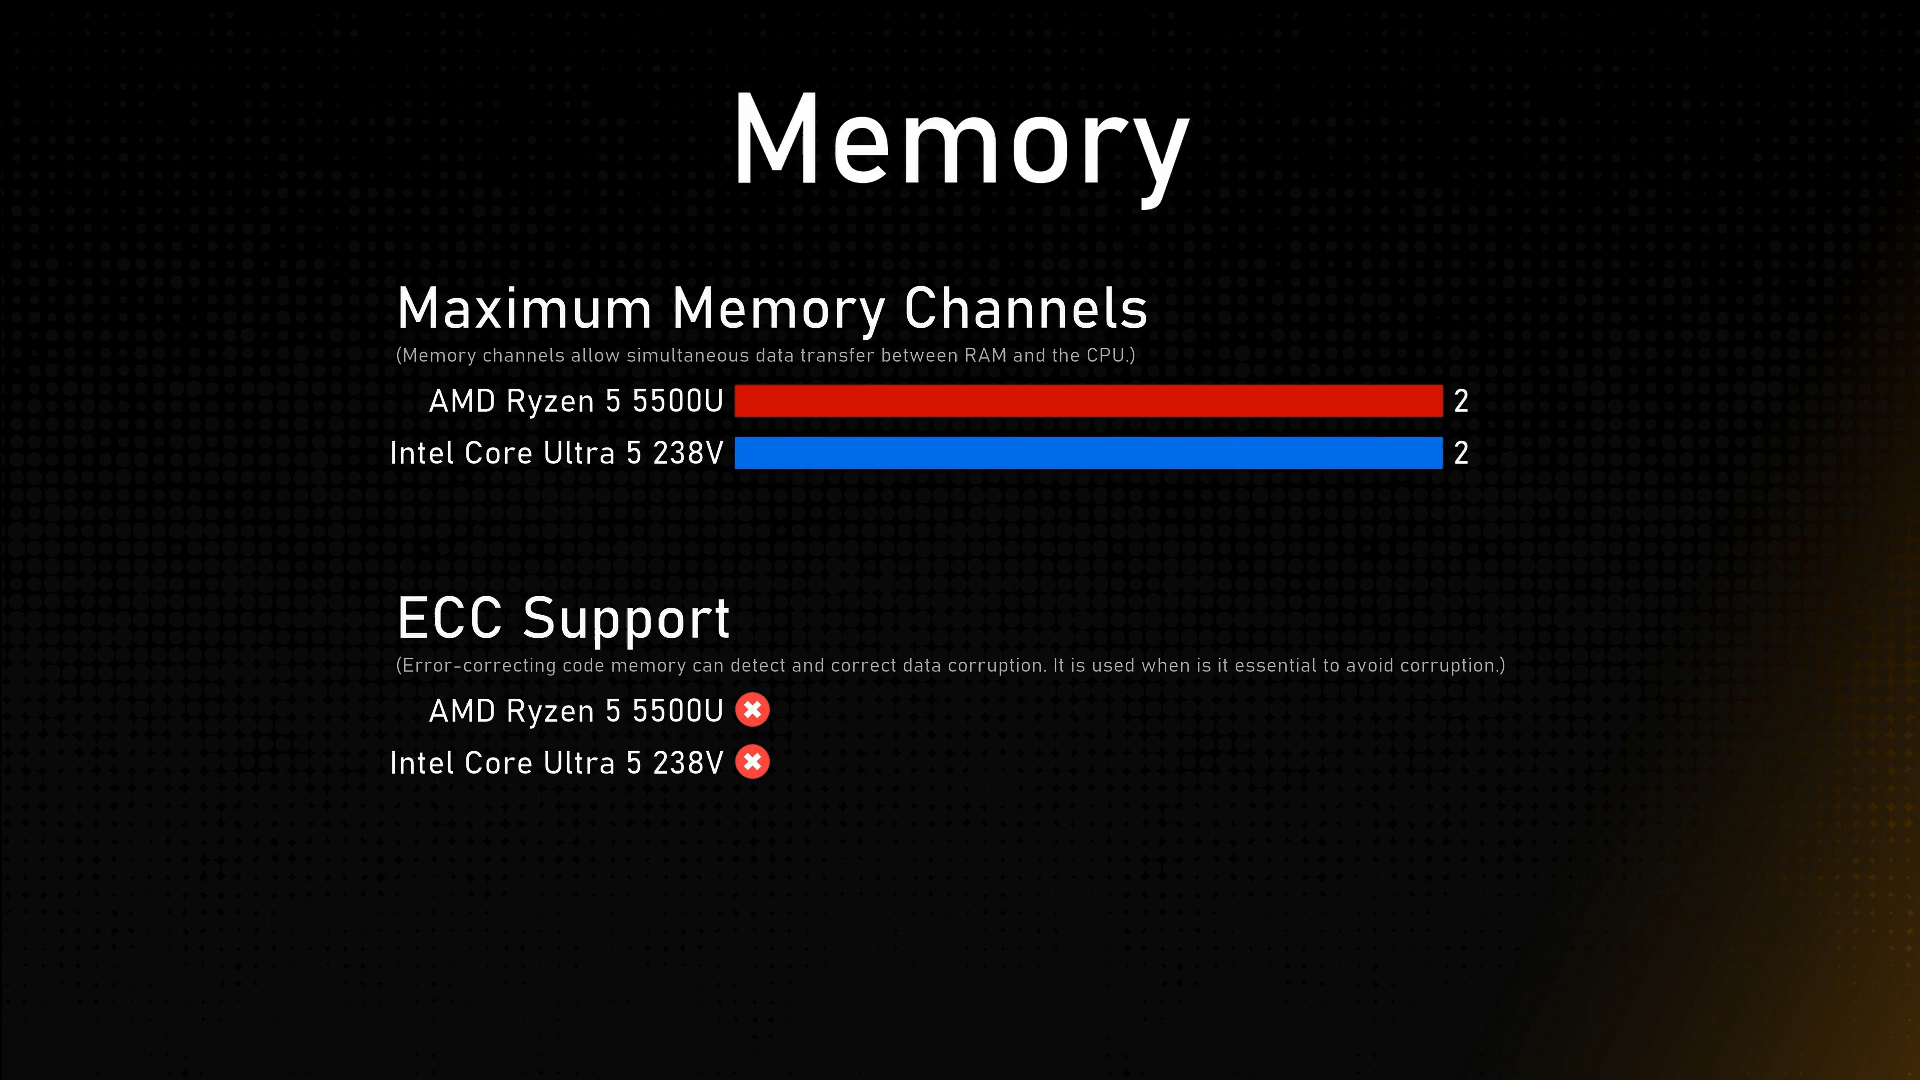 Memory
Maximum Memory Channels
(Memory channels allow simultaneous data transfer between RAM and the CPU.)
AMD Ryzen 5 5500U 2
Intel Core Ultra 5 238V 2
ECC Support
(Error-correcting code memory can detect and correct data corruption. It is used when is it essential to avoid corruption.)
AMD Ryzen 5 5500U
Intel Core Ultra 5 238V